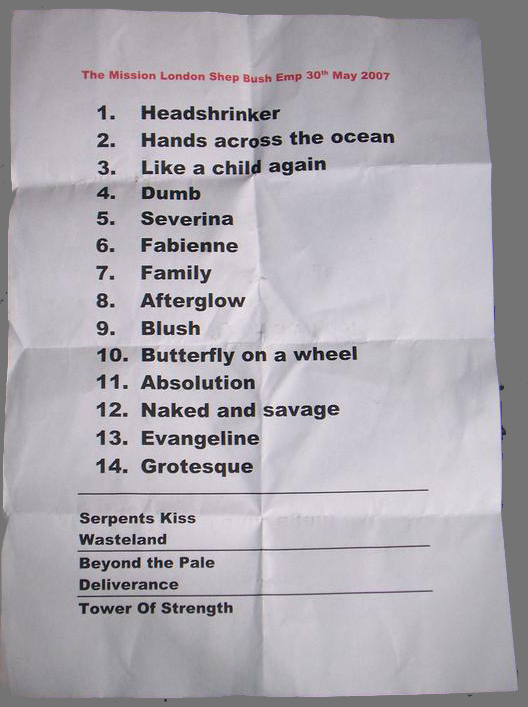 The Mission London Shep Bush Emp 30th May 2007
1. Headshrinker
2. Hands across the ocean
3. Like a child again
4. Dumb
5. Severina
6. Fabienne
7. Family
8. Afterglow
9. Blush
10. Butterfly on a wheel
11. Absolution
12. Naked and savage
13. Evangeline
14. Grotesque
Serpents Kiss
Wasteland
Beyond the Pale
Deliverance
Tower Of Strength